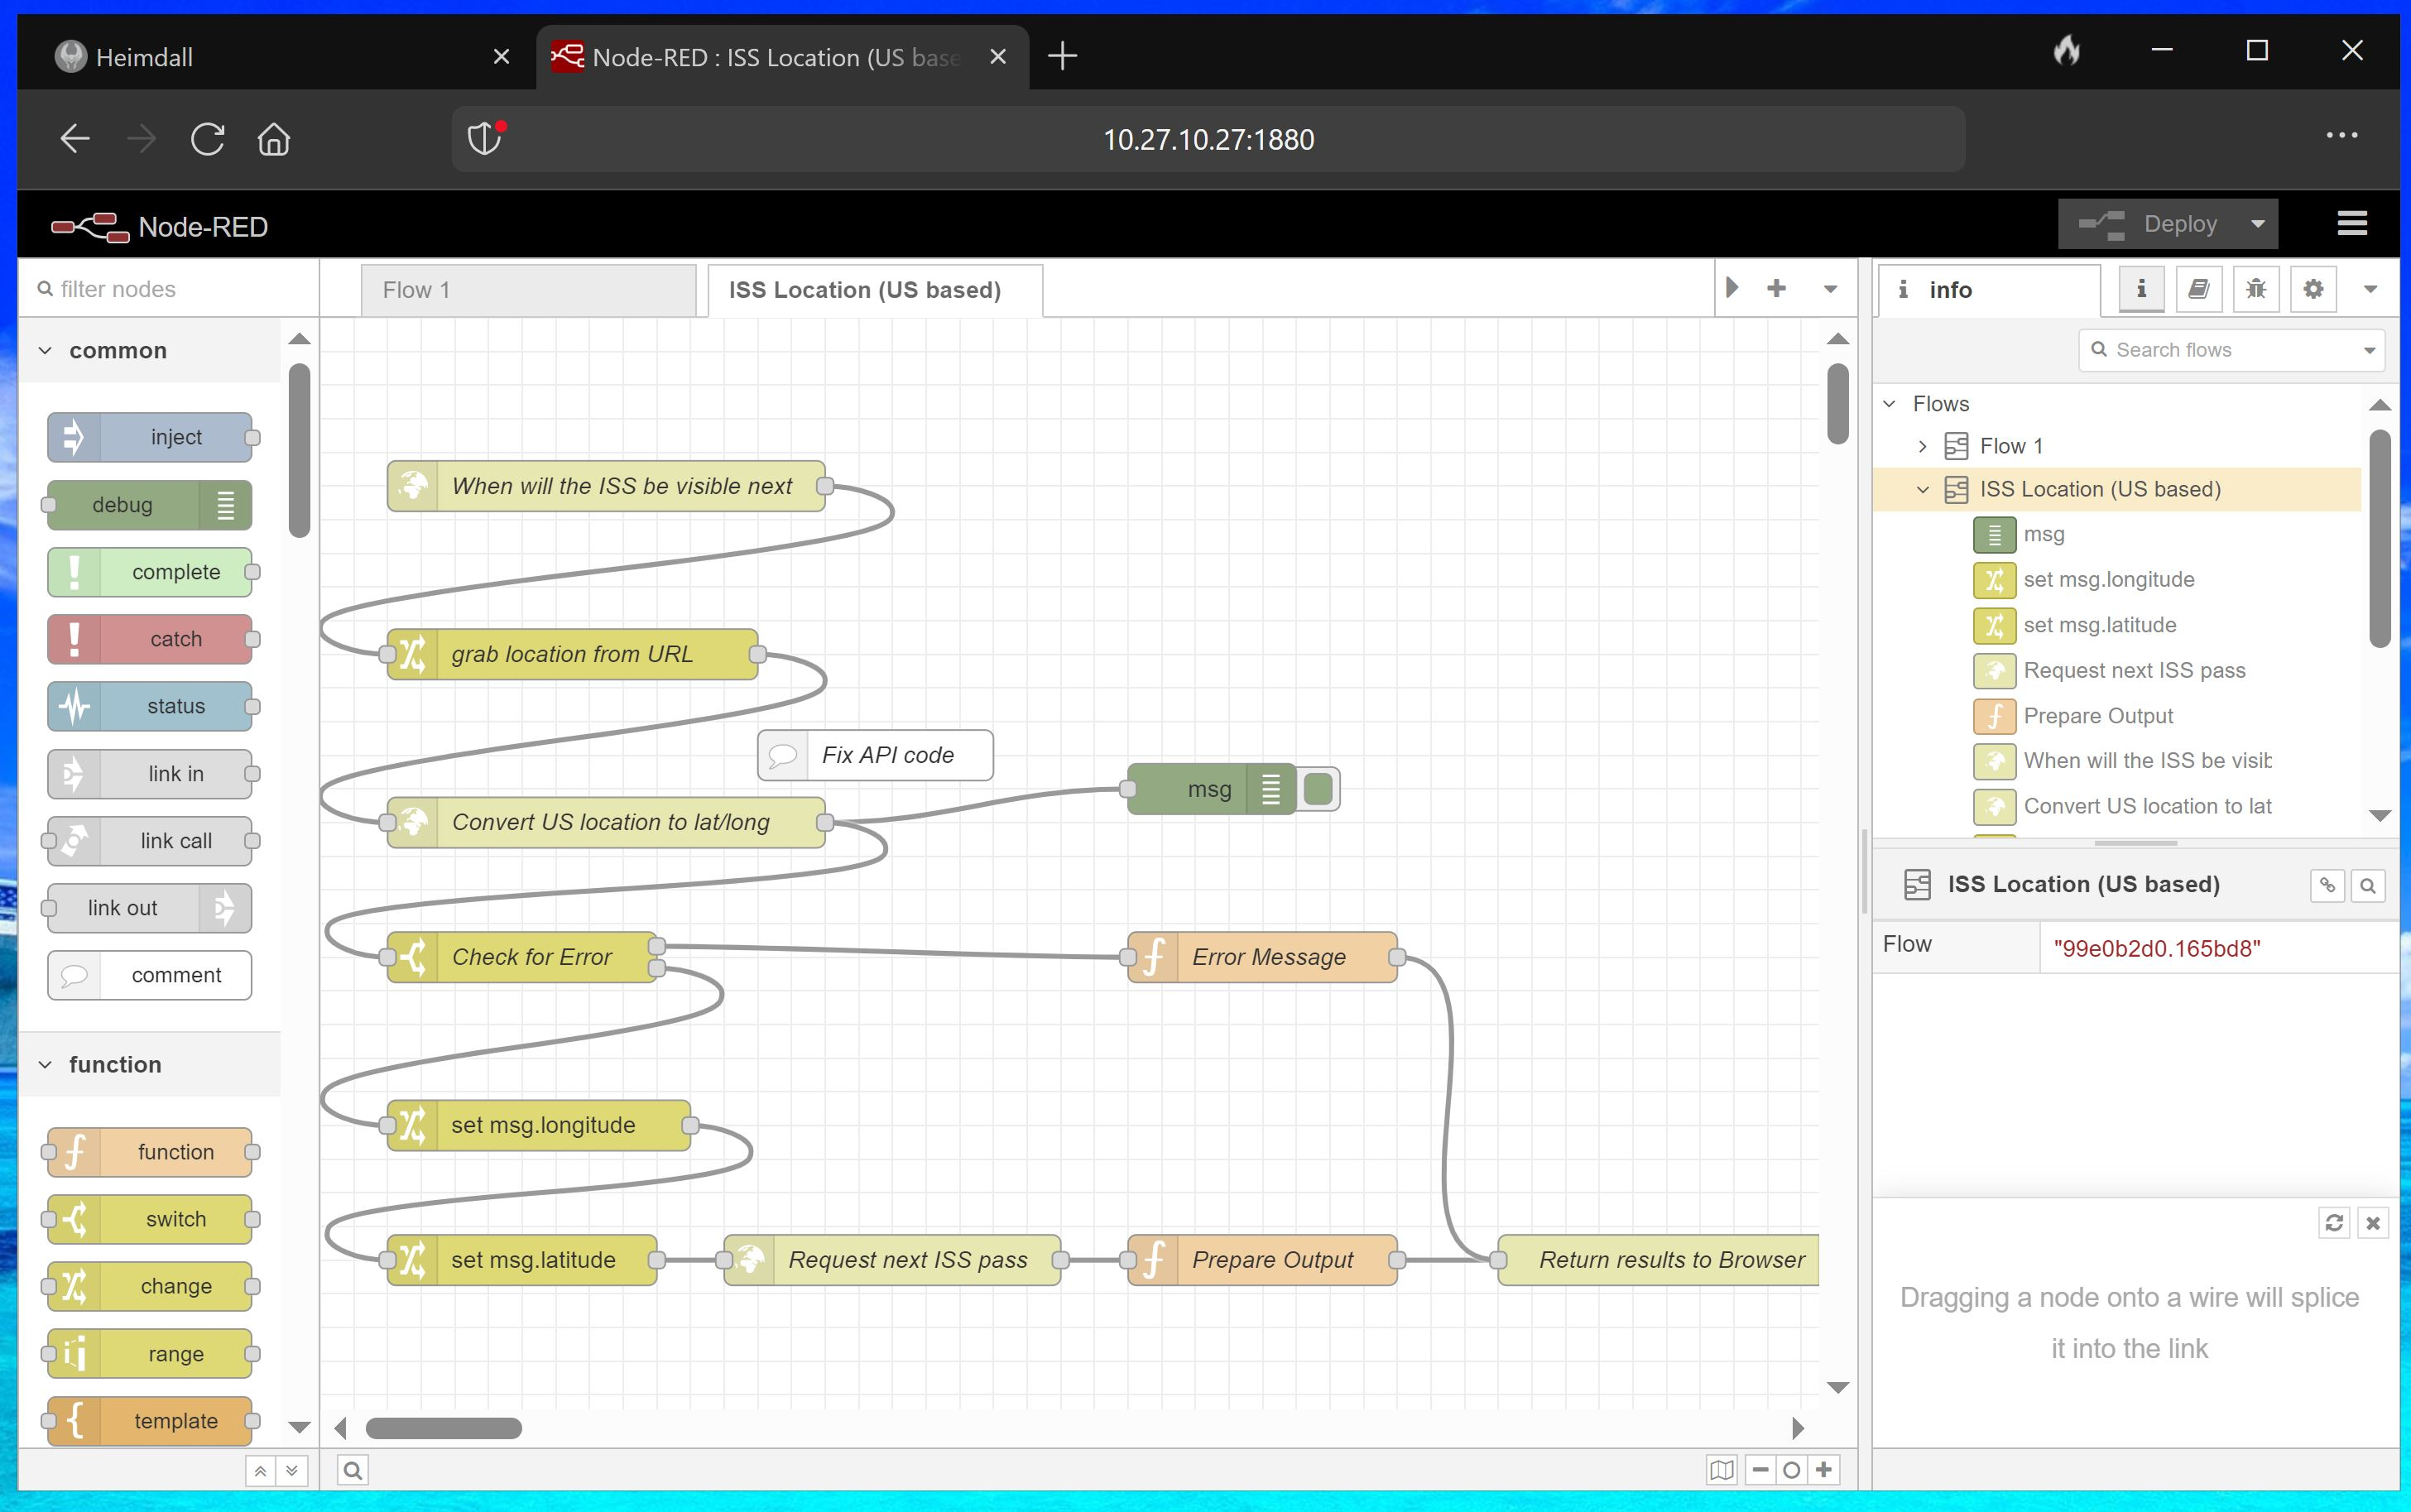 Heimdall
Node-RED : ISS Location (US base
10.27.10.27:1880
Node-RED
Deploy
filter nodes
Flow 1
ISS Location (US based)
info
Search flows
common
inject
debug
complete
catch
status
link in
link call
link out
comment
function
function
switch
change
range
template
When will the ISS be visible next
grab location from URL
Fix API code
Convert US location to lat/long
msg
Check for Error
Error Message
set msg.longitude
set msg.latitude
Request next ISS pass
Prepare Output
Return results to Browser
Flows
Flow 1
ISS Location (US based)
msg
set msg.longitude
set msg.latitude
Request next ISS pass
Prepare Output
When will the ISS be visib
Convert US location to lat
ISS Location (US based)
Flow
"99e0b2d0.165bd8"
Dragging a node onto a wire will splice
it into the link